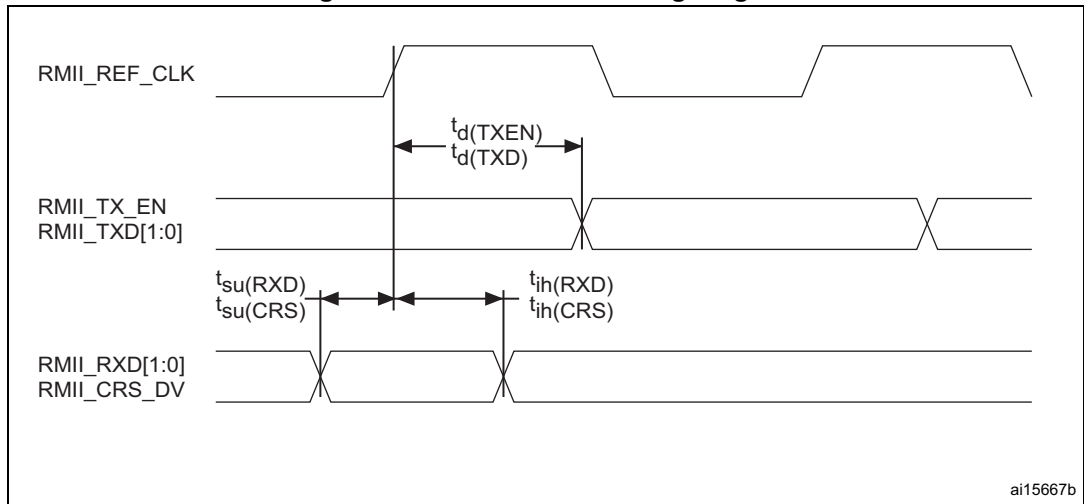 RMII_REF_CLK
td(TXEN)
td(TXD)
RMII_TX_EN
RMII_TXD[1:0]
tsu(RXD)
tsu(CRS)
tih(RXD)
tih(CRS)
RMII_RXD[1:0]
RMII_CRS_DV
ai15667b